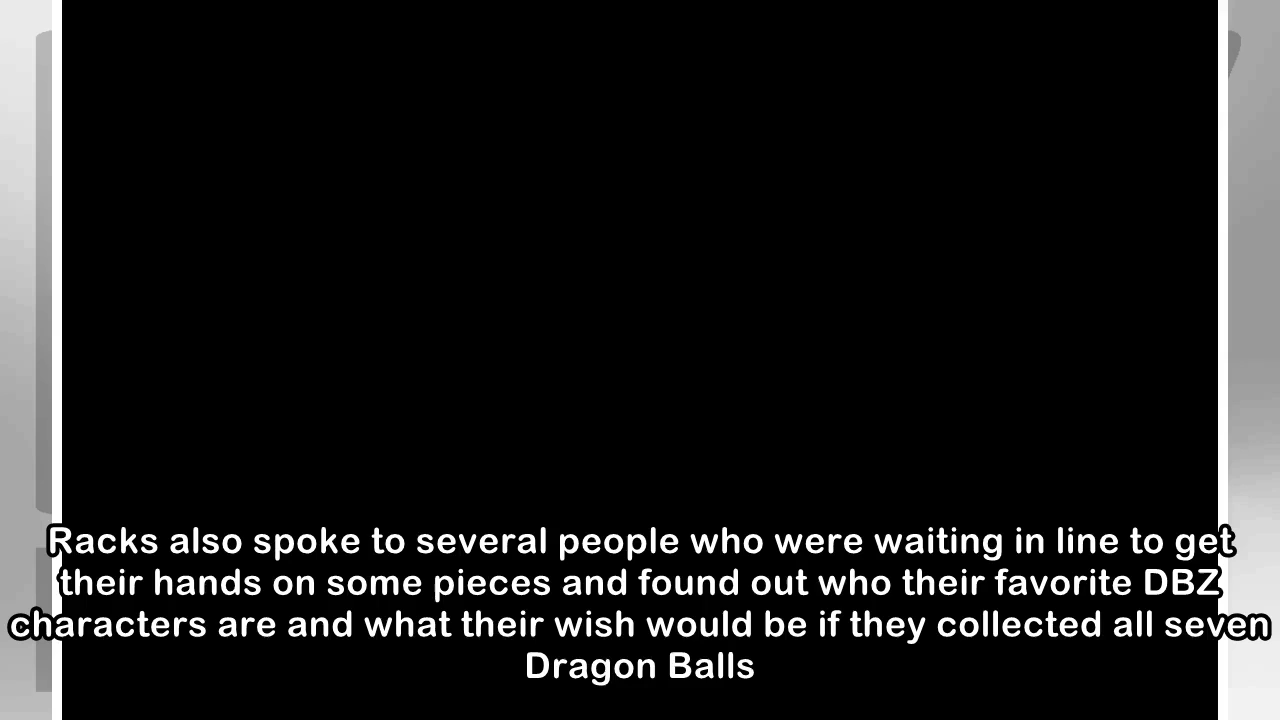 Racks also spoke to several people who were waiting in line to get
their hands on some pieces and found out who their favorite DBZ
characters are and what their wish would be if they collected all seven
Dragon Balls